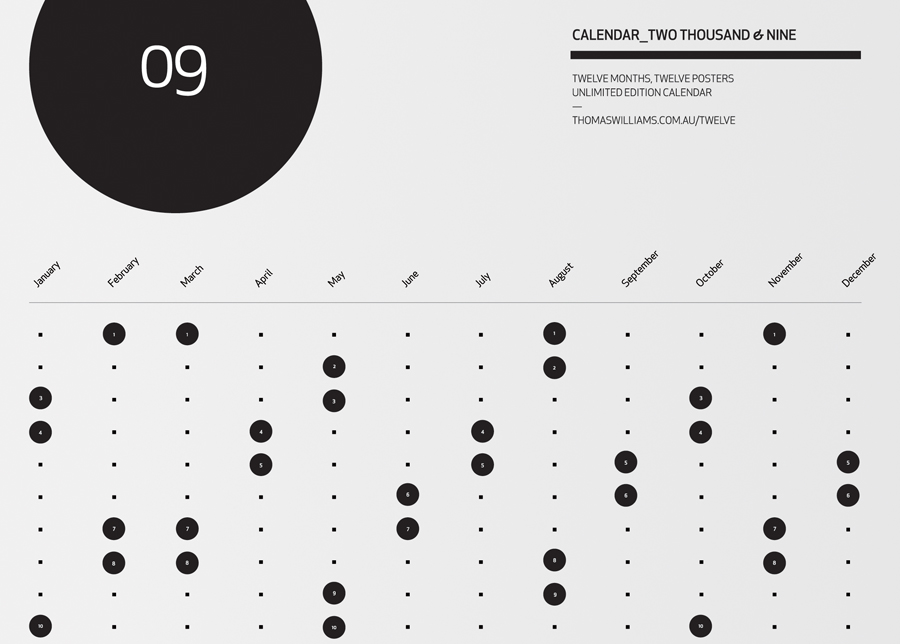 09
CALENDAR_TWO THOUSAND & NINE
TWELVE MONTHS, TWELVE POSTERS
UNLIMITED EDITION CALENDAR
—
THOMASWILLIAMS.COM.AU/TWELVE
January February March April May June July August September October November December
1 1 1 1
2 2
3 3 3
4 4 4 4
5 5 5 5
6 6 6
7 7 7 7
8 8 8 8
9 9
10 10 10